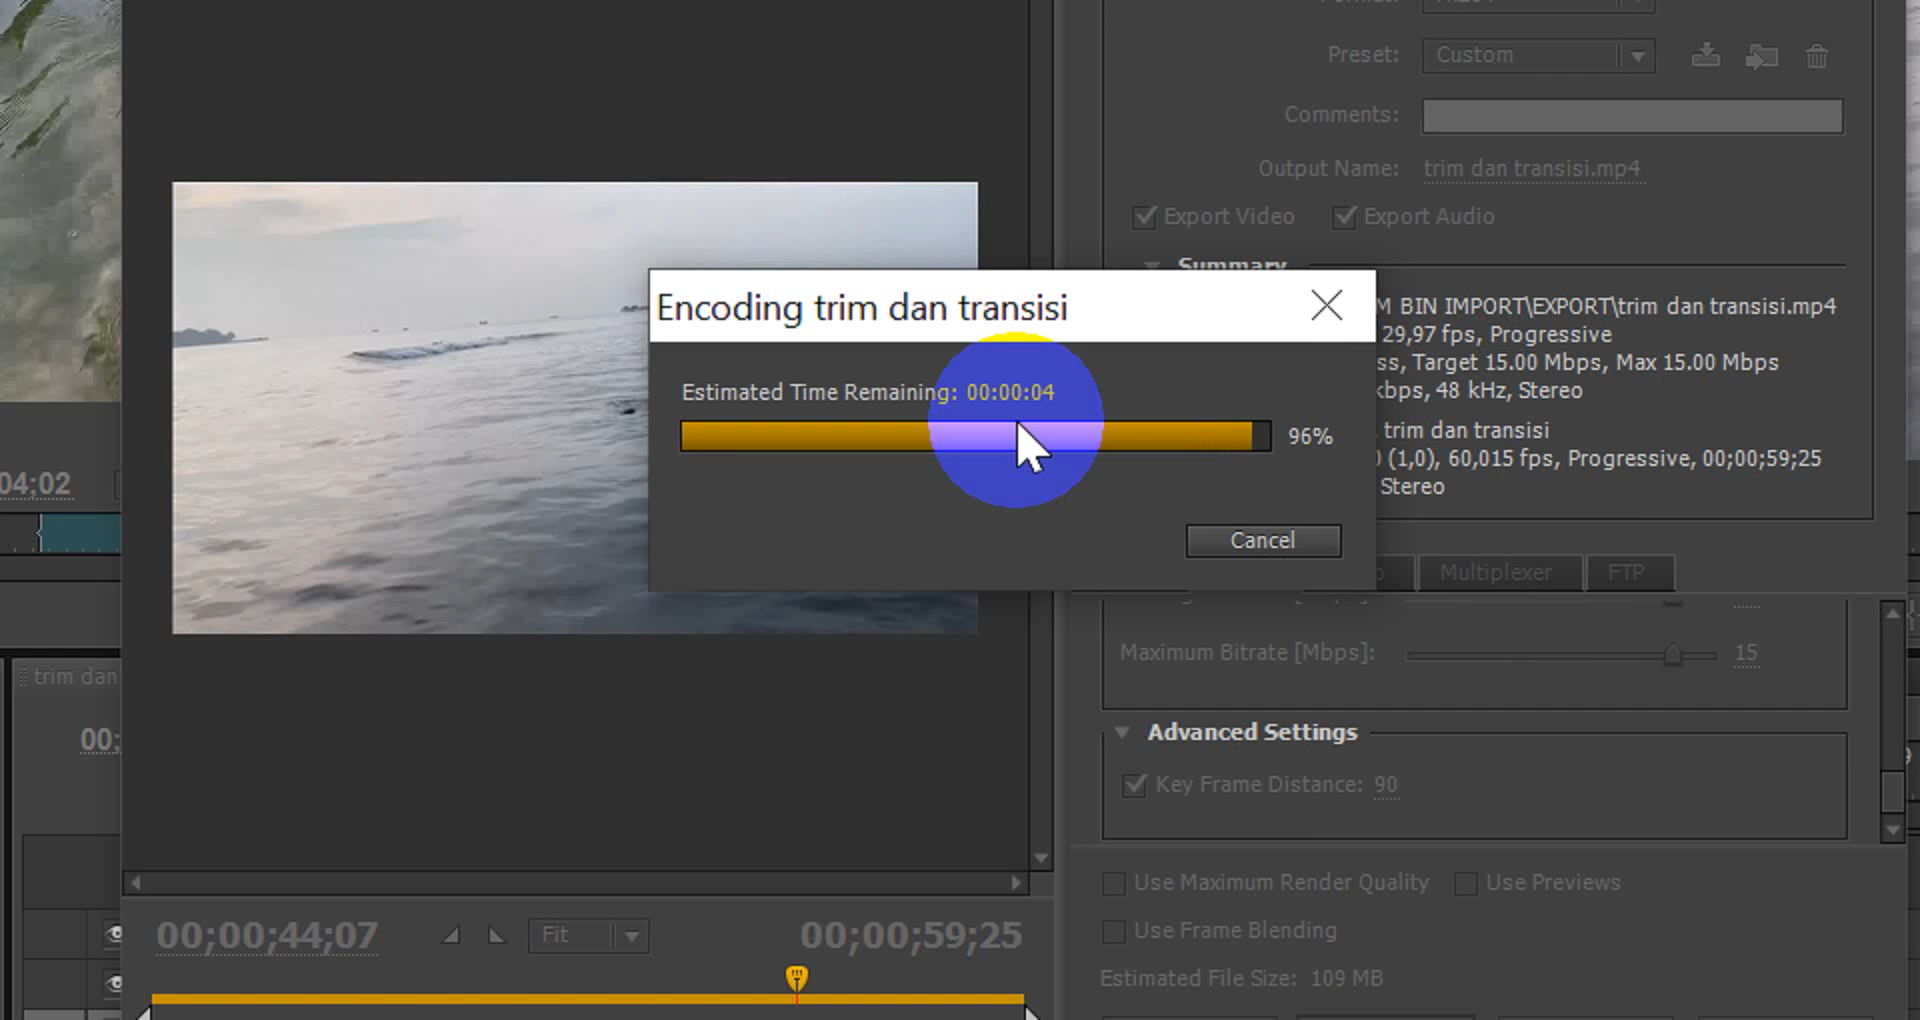 Preset: Custom
Comments:
Output Name: trim dan transisi.mp4
Export Video Export Audio
Summary
Encoding trim dan transisi
BIN IMPORT\EXPORT\trim dan transisi.mp4
29,97 fps, Progressive
Target 15.00 Mbps, Max 15.00 Mbps
48 kHz, Stereo
Estimated Time Remaining: 00:00:04
96%
trim dan transisi
(1,0), 60,015 fps, Progressive, 00;00;59;25
Stereo
04;02
Cancel
Multiplexer FTP
Maximum Bitrate [Mbps]: 15
trim dan
00;
Advanced Settings
Key Frame Distance: 90
Use Maximum Render Quality Use Previews
00;00;44;07 Fit 00;00;59;25
Use Frame Blending
Estimated File Size: 109 MB